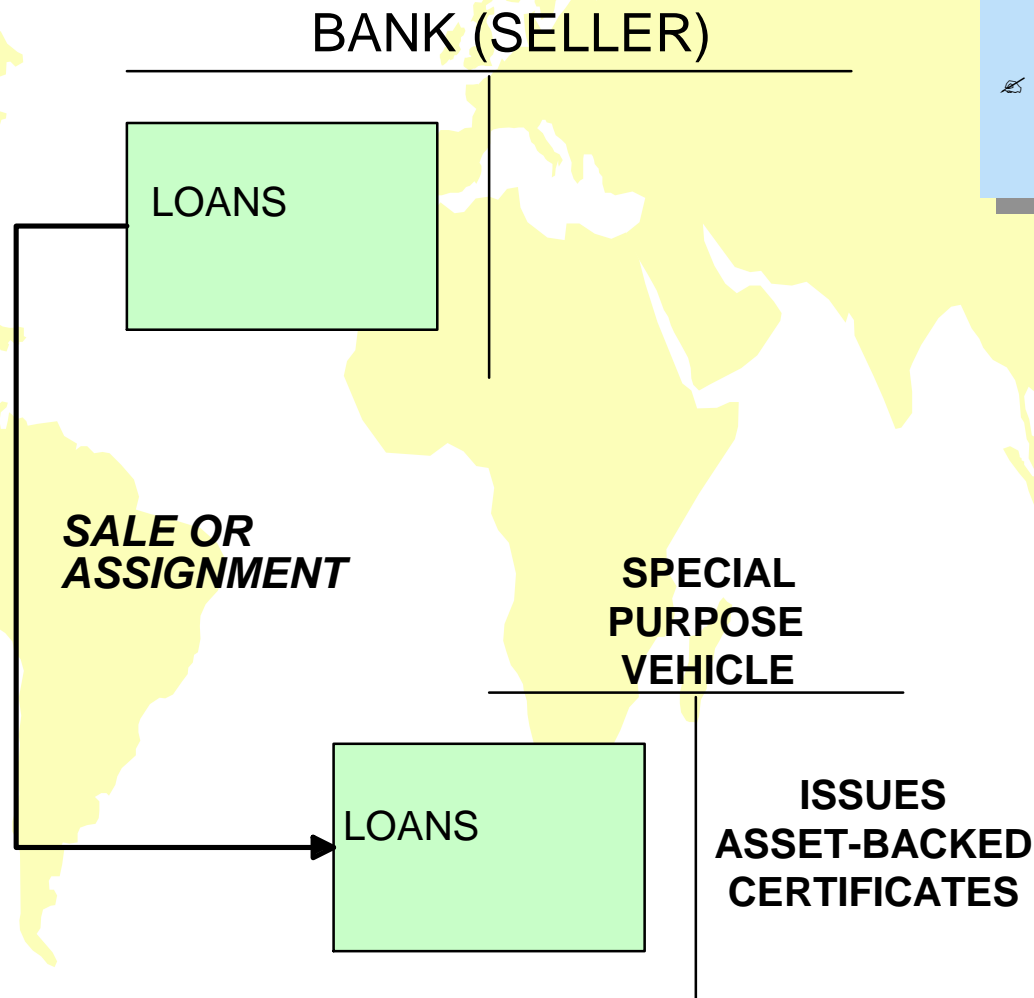 BANK (SELLER)
LOANS
SALE OR
ASSIGNMENT
SPECIAL
PURPOSE
VEHICLE
LOANS
ISSUES
ASSET-BACKED
CERTIFICATES